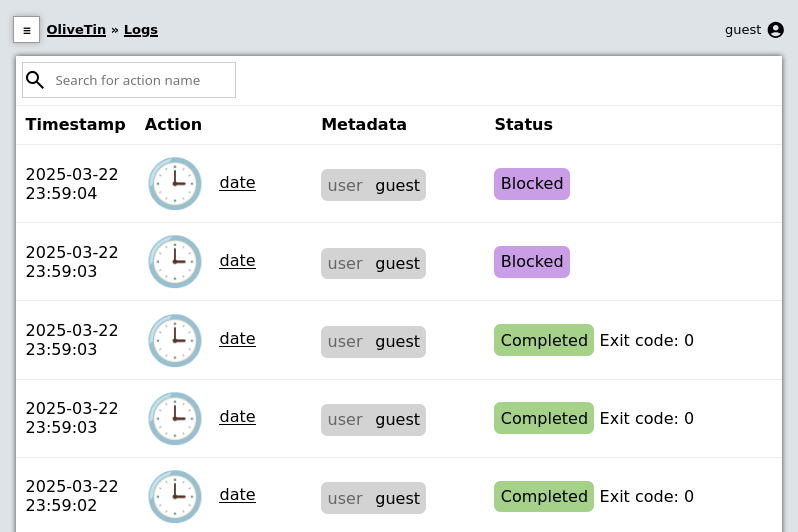 ≡ OliveTin » Logs guest
Search for action name
Timestamp Action Metadata Status
2025-03-22
23:59:04 date user guest Blocked
2025-03-22
23:59:03 date user guest Blocked
2025-03-22
23:59:03 date user guest Completed Exit code: 0
2025-03-22
23:59:03 date user guest Completed Exit code: 0
2025-03-22
23:59:02 date user guest Completed Exit code: 0